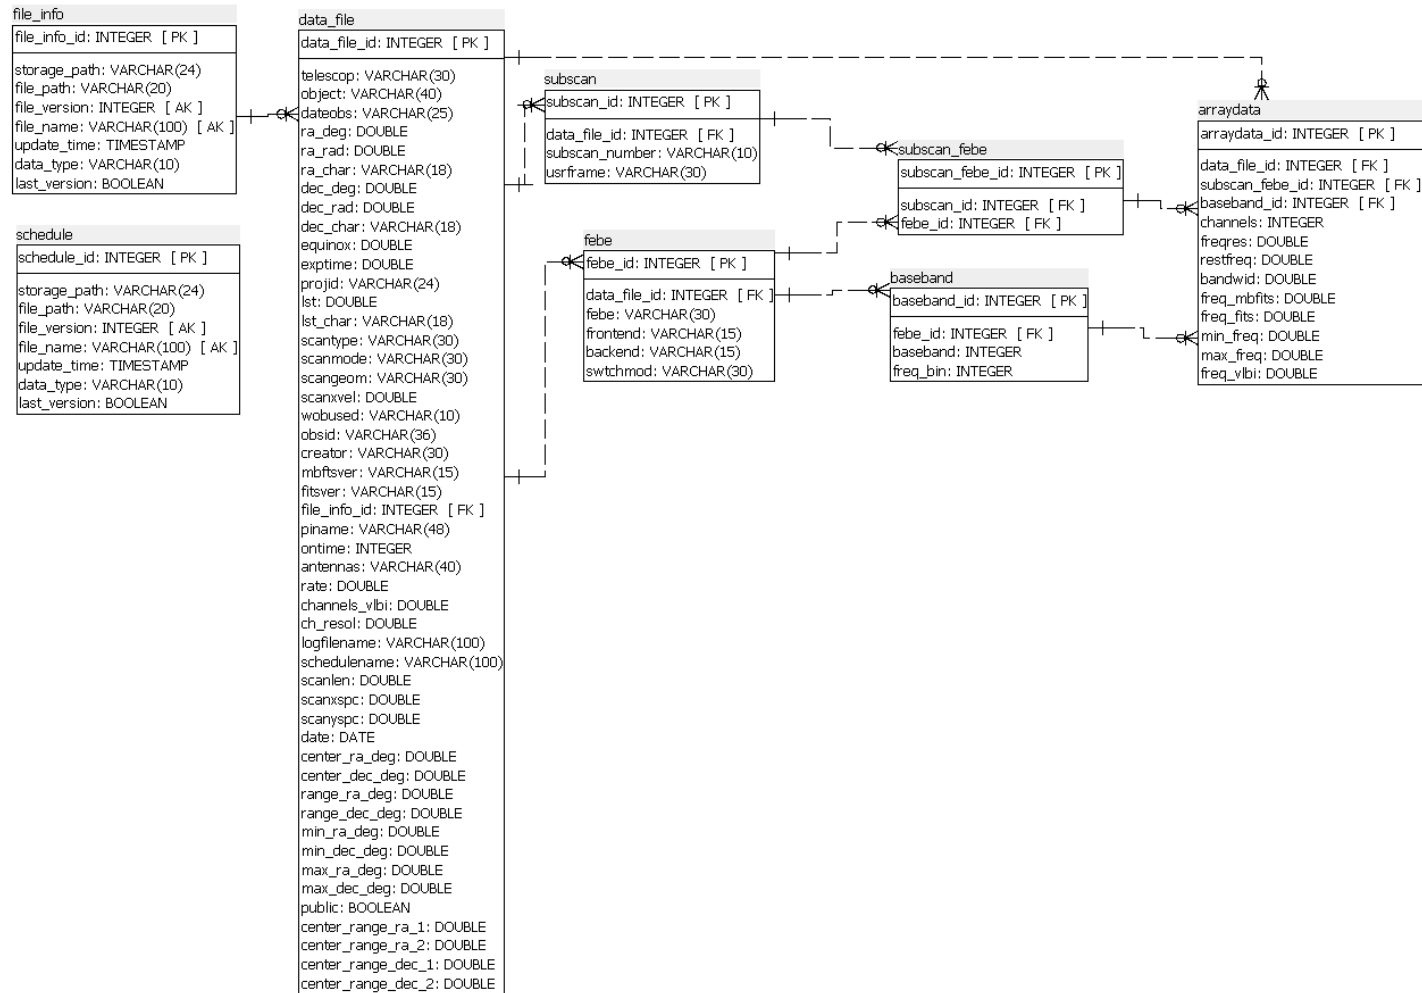 file_info
file_info_id: INTEGER [ PK ]
storage_path: VARCHAR(24)
file_path: VARCHAR(20)
file_version: INTEGER [ AK ]
file_name: VARCHAR(100) [ AK ]
update_time: TIMESTAMP
data_type: VARCHAR(10)
last_version: BOOLEAN
schedule
schedule_id: INTEGER [ PK ]
storage_path: VARCHAR(24)
file_path: VARCHAR(20)
file_version: INTEGER [ AK ]
file_name: VARCHAR(100) [ AK ]
update_time: TIMESTAMP
data_type: VARCHAR(10)
last_version: BOOLEAN
data_file
data_file_id: INTEGER [ PK ]
telescop: VARCHAR(30)
object: VARCHAR(40)
dateobs: VARCHAR(25)
ra_deg: DOUBLE
ra_rad: DOUBLE
ra_char: VARCHAR(18)
dec_deg: DOUBLE
dec_rad: DOUBLE
dec_char: VARCHAR(18)
equinox: DOUBLE
exptime: DOUBLE
projid: VARCHAR(24)
lst: DOUBLE
lst_char: VARCHAR(18)
scantype: VARCHAR(30)
scanmode: VARCHAR(30)
scangeom: VARCHAR(30)
scanxvel: DOUBLE
wobused: VARCHAR(10)
obsid: VARCHAR(36)
creator: VARCHAR(30)
mbftsver: VARCHAR(15)
fitsver: VARCHAR(15)
file_info_id: INTEGER [ FK ]
piname: VARCHAR(48)
ontime: INTEGER
antennas: VARCHAR(40)
rate: DOUBLE
channels_vlbi: DOUBLE
ch_resol: DOUBLE
logfilename: VARCHAR(100)
schedulename: VARCHAR(100)
scanlen: DOUBLE
scanxspc: DOUBLE
scanyspc: DOUBLE
date: DATE
center_ra_deg: DOUBLE
center_dec_deg: DOUBLE
range_ra_deg: DOUBLE
range_dec_deg: DOUBLE
min_ra_deg: DOUBLE
min_dec_deg: DOUBLE
max_ra_deg: DOUBLE
max_dec_deg: DOUBLE
public: BOOLEAN
center_range_ra_1: DOUBLE
center_range_ra_2: DOUBLE
center_range_dec_1: DOUBLE
center_range_dec_2: DOUBLE
subscan
subscan_id: INTEGER [ PK ]
data_file_id: INTEGER [ FK ]
subscan_number: VARCHAR(10)
usrframe: VARCHAR(30)
febe
febe_id: INTEGER [ PK ]
data_file_id: INTEGER [ FK ]
febe: VARCHAR(30)
frontend: VARCHAR(15)
backend: VARCHAR(15)
swtchmod: VARCHAR(30)
subscan_febe
subscan_febe_id: INTEGER [ PK ]
subscan_id: INTEGER [ FK ]
febe_id: INTEGER [ FK ]
baseband
baseband_id: INTEGER [ PK ]
febe_id: INTEGER [ FK ]
baseband: INTEGER
freq_bin: INTEGER
arraydata
arraydata_id: INTEGER [ PK ]
data_file_id: INTEGER [ FK ]
subscan_febe_id: INTEGER [ FK ]
baseband_id: INTEGER [ FK ]
channels: INTEGER
freqres: DOUBLE
restfreq: DOUBLE
bandwid: DOUBLE
freq_mbfits: DOUBLE
freq_fits: DOUBLE
min_freq: DOUBLE
max_freq: DOUBLE
freq_vlbi: DOUBLE